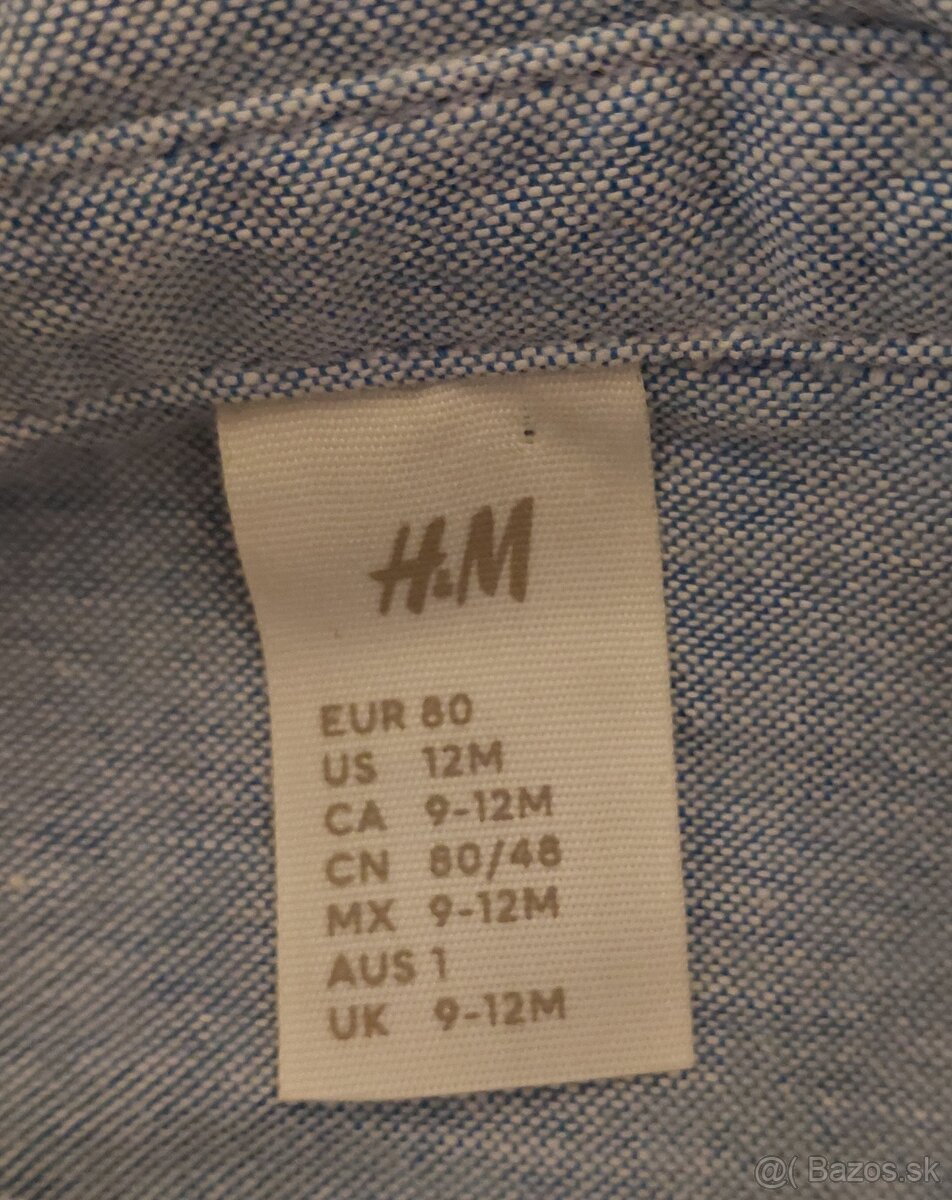 H&M
EUR 80
US 12M
CA 9-12M
CN 80/48
MX 9-12M
AUS 1
UK 9-12M
@( Bazos.sk